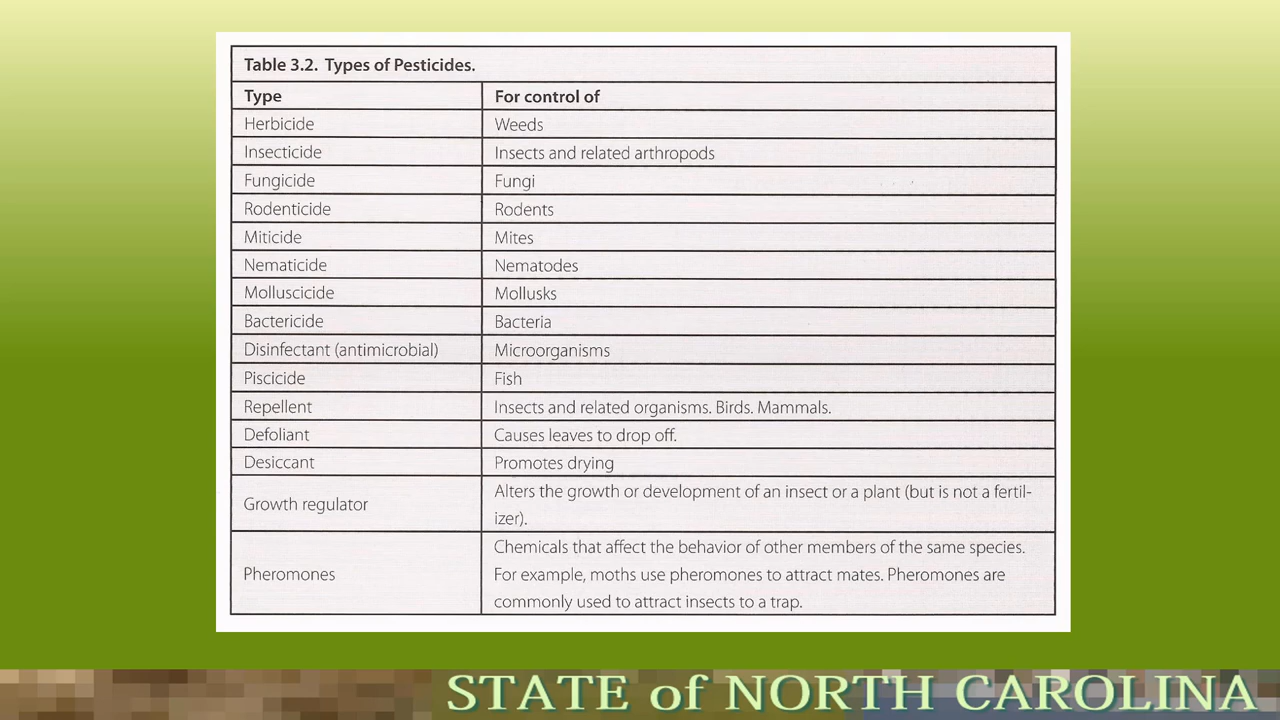 Table 3.2. Types of Pesticides.
Type For control of
Herbicide Weeds
Insecticide Insects and related arthropods
Fungicide Fungi
Rodenticide Rodents
Miticide Mites
Nematicide Nematodes
Molluscicide Mollusks
Bactericide Bacteria
Disinfectant (antimicrobial) Microorganisms
Piscicide Fish
Repellent Insects and related organisms. Birds. Mammals.
Defoliant Causes leaves to drop off.
Desiccant Promotes drying
Growth regulator
Alters the growth or development of an insect or a plant (but is not a fertil-
izer).
Pheromones
Chemicals that affect the behavior of other members of the same species.
For example, moths use pheromones to attract mates. Pheromones are
commonly used to attract insects to a trap.
STATE of NORTH CAROLINA